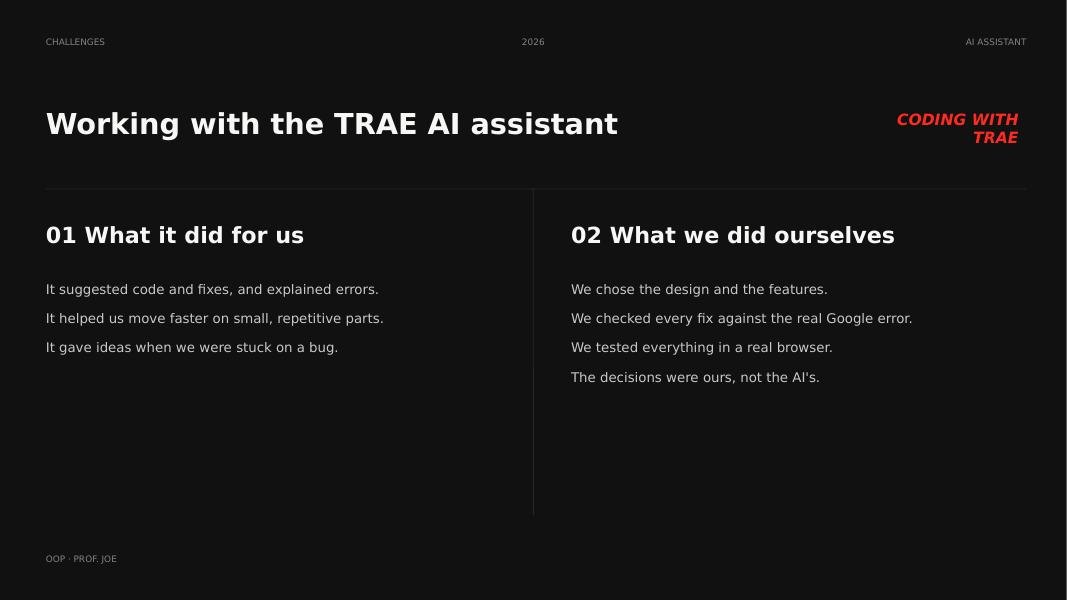 CHALLENGES
2026
AI ASSISTANT
Working with the TRAE AI assistant
CODING WITH
TRAE
01 What it did for us
It suggested code and fixes, and explained errors.
It helped us move faster on small, repetitive parts.
It gave ideas when we were stuck on a bug.
02 What we did ourselves
We chose the design and the features.
We checked every fix against the real Google error.
We tested everything in a real browser.
The decisions were ours, not the AI's.
OOP · PROF. JOE